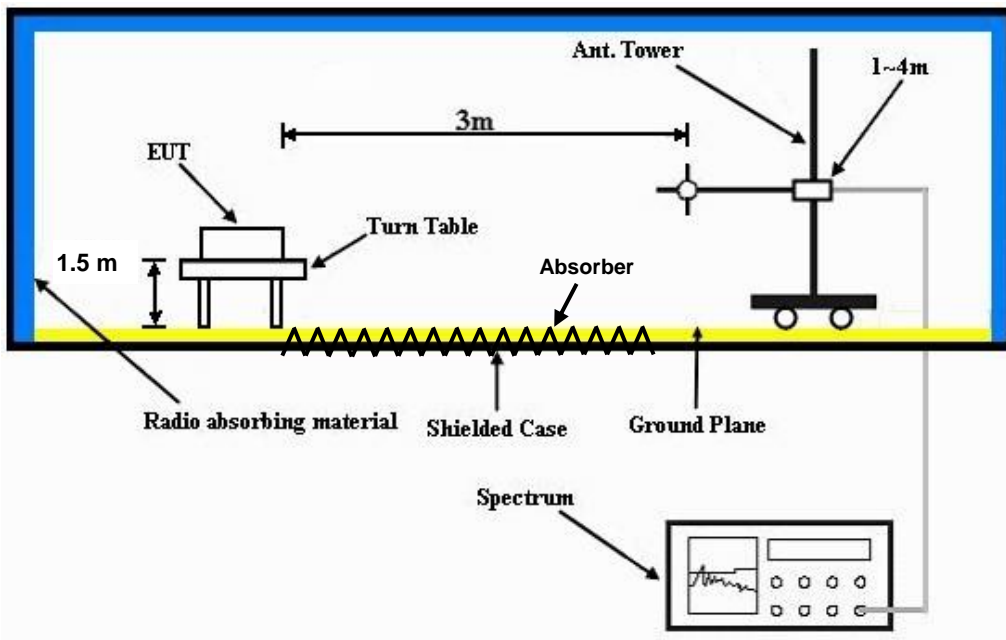 Ant. Tower
1~4m
3m
EUT
Turn Table
1.5 m
Absorber
Radio absorbing material
Shielded Case
Ground Plane
Spectrum